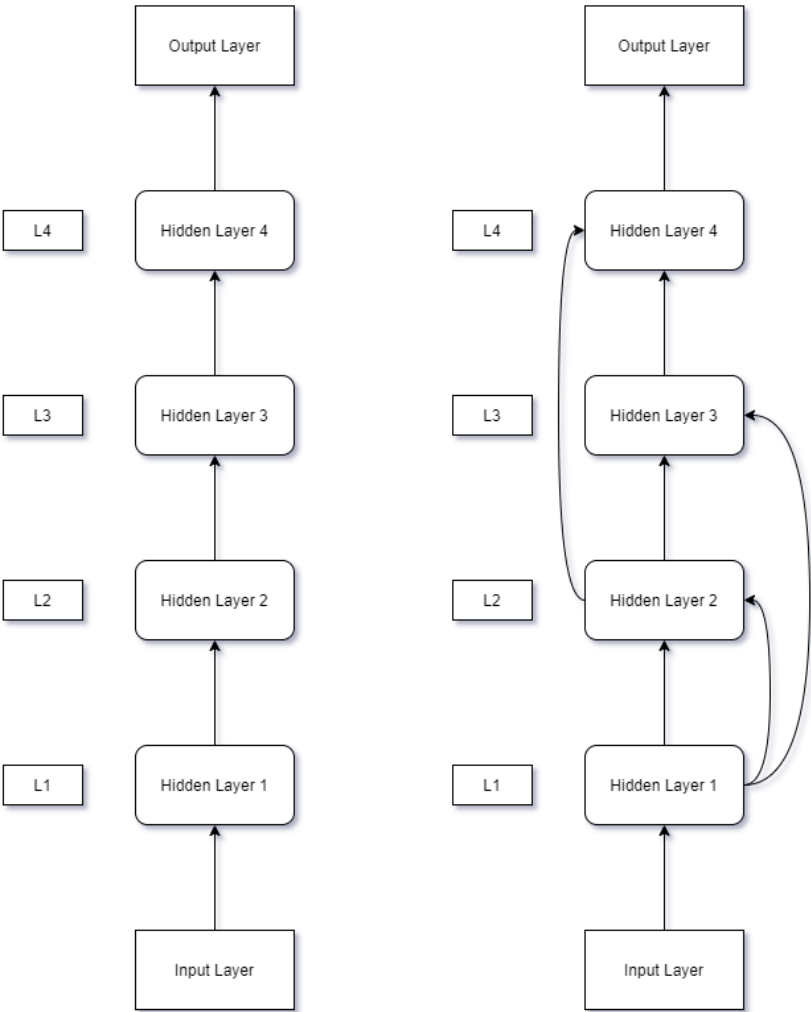 Output Layer
L4
Hidden Layer 4
L3
Hidden Layer 3
L2
Hidden Layer 2
L1
Hidden Layer 1
Input Layer
Output Layer
L4
Hidden Layer 4
L3
Hidden Layer 3
L2
Hidden Layer 2
L1
Hidden Layer 1
Input Layer